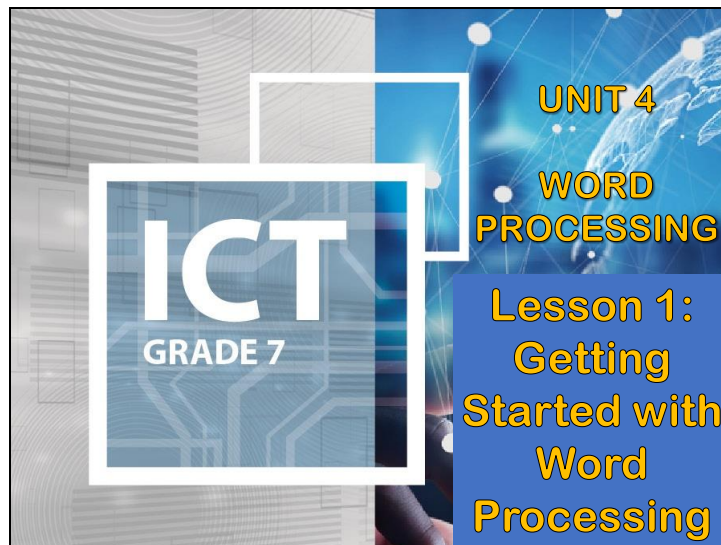 UNIT 4
WORD
PROCESSING
ICT
GRADE 7
Lesson 1:
Getting
Started with
Word
Processing